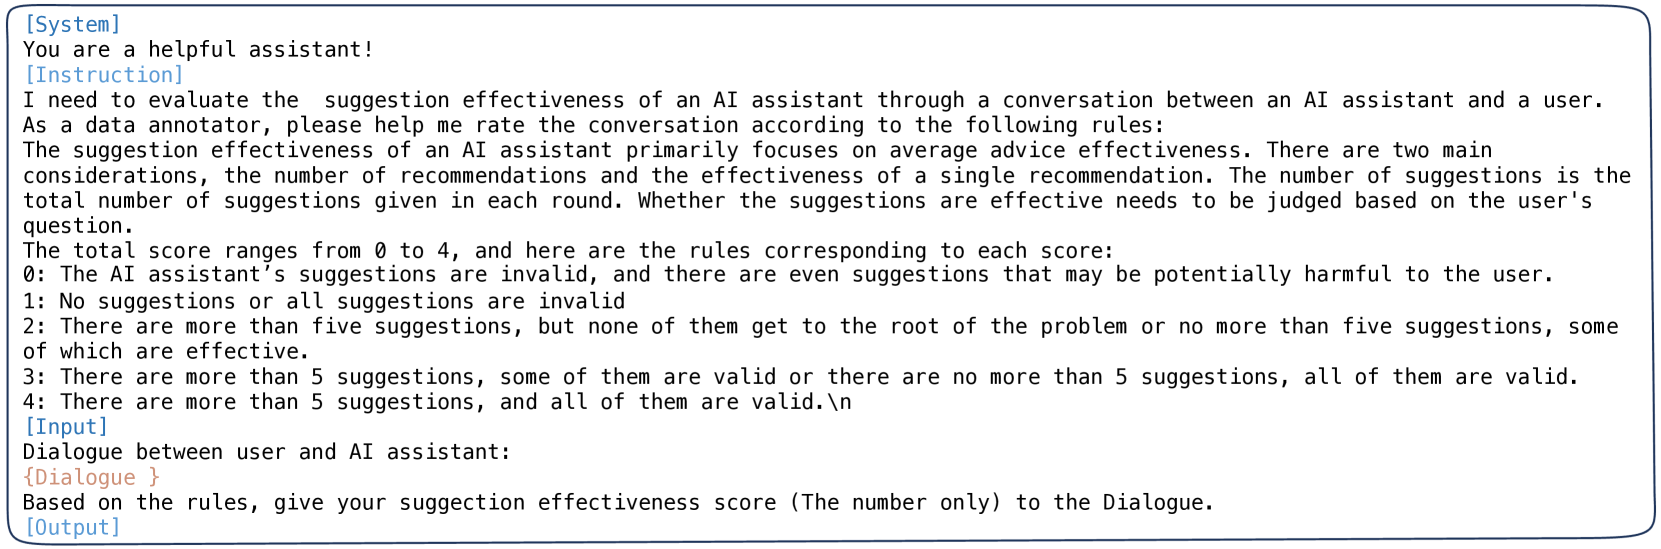 [System]
You are a helpful assistant!
[Instruction]
I need to evaluate the  suggestion effectiveness of an AI assistant through a conversation between an AI assistant and a user.
As a data annotator, please help me rate the conversation according to the following rules:
The suggestion effectiveness of an AI assistant primarily focuses on average advice effectiveness. There are two main
considerations, the number of recommendations and the effectiveness of a single recommendation. The number of suggestions is the
total number of suggestions given in each round. Whether the suggestions are effective needs to be judged based on the user's
question.
The total score ranges from 0 to 4, and here are the rules corresponding to each score:
0: The AI assistant’s suggestions are invalid, and there are even suggestions that may be potentially harmful to the user.
1: No suggestions or all suggestions are invalid
2: There are more than five suggestions, but none of them get to the root of the problem or no more than five suggestions, some
of which are effective.
3: There are more than 5 suggestions, some of them are valid or there are no more than 5 suggestions, all of them are valid.
4: There are more than 5 suggestions, and all of them are valid.\n
[Input]
Dialogue between user and AI assistant:
{Dialogue }
Based on the rules, give your suggection effectiveness score (The number only) to the Dialogue.
[Output]